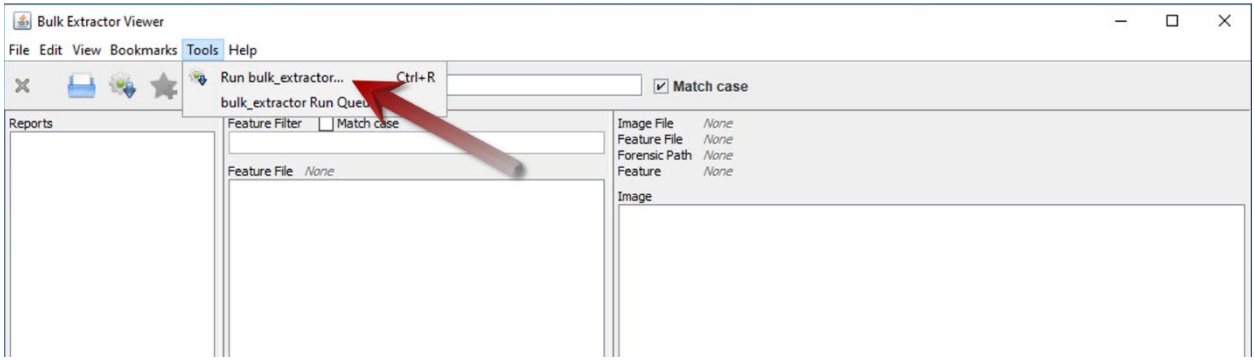 Bulk Extractor Viewer
File Edit View Bookmarks Tools Help
Run bulk_extractor... Ctrl+R
Match case
bulk_extractor Run
Reports
Feature Filter Match case
Feature File None
Image File None
Feature File None
Forensic Path None
Feature None
Image